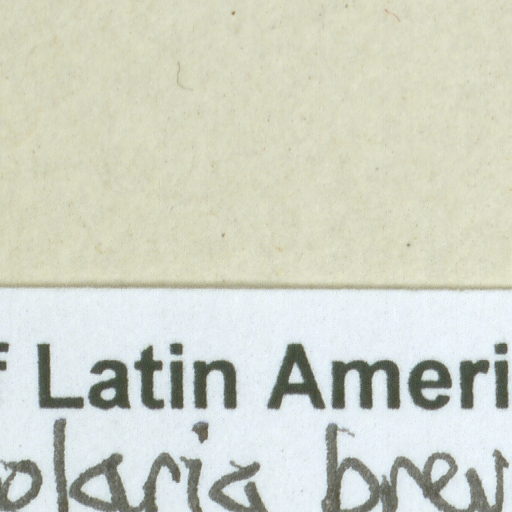 f Latin Ameri
olaria brev